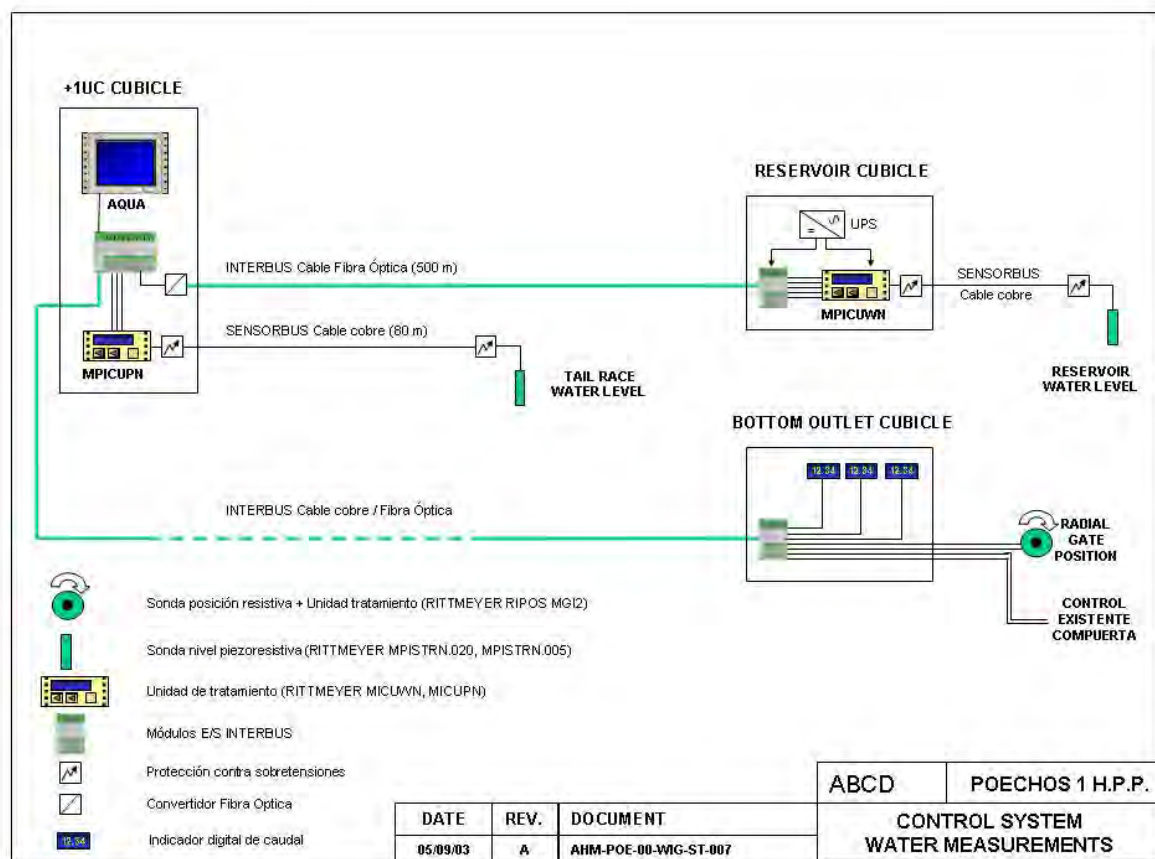 +1UC CUBICLE
AQUA
INTERBUS Cable Fibra Óptica (500 m)
SENSORBUS Cable cobre (80 m)
MPICUPN
TAIL RACE
WATER LEVEL
RESERVOIR CUBICLE
UPS
MPICUWN
SENSORBUS
Cable cobre
RESERVOIR
WATER LEVEL
BOTTOM OUTLET CUBICLE
12.34 12.34 12.34
INTERBUS Cable cobre / Fibra Óptica
RADIAL
GATE
POSITION
CONTROL
EXISTENTE
COMPUERTA
Sonda posición resistiva + Unidad tratamiento (RITTMEYER RIPOS MGI2)
Sonda nivel piezoresistiva (RITTMEYER MPISTRN.020, MPISTRN.005)
Unidad de tratamiento (RITTMEYER MICUWN, MICUPN)
Módulos E/S INTERBUS
Protección contra sobretensiones
Convertidor Fibra Optica
12.34 Indicador digital de caudal
ABCD POECHOS 1 H.P.P.
DATE REV. DOCUMENT
05/09/03 A AHM-POE-00-WIG-ST-007
CONTROL SYSTEM
WATER MEASUREMENTS